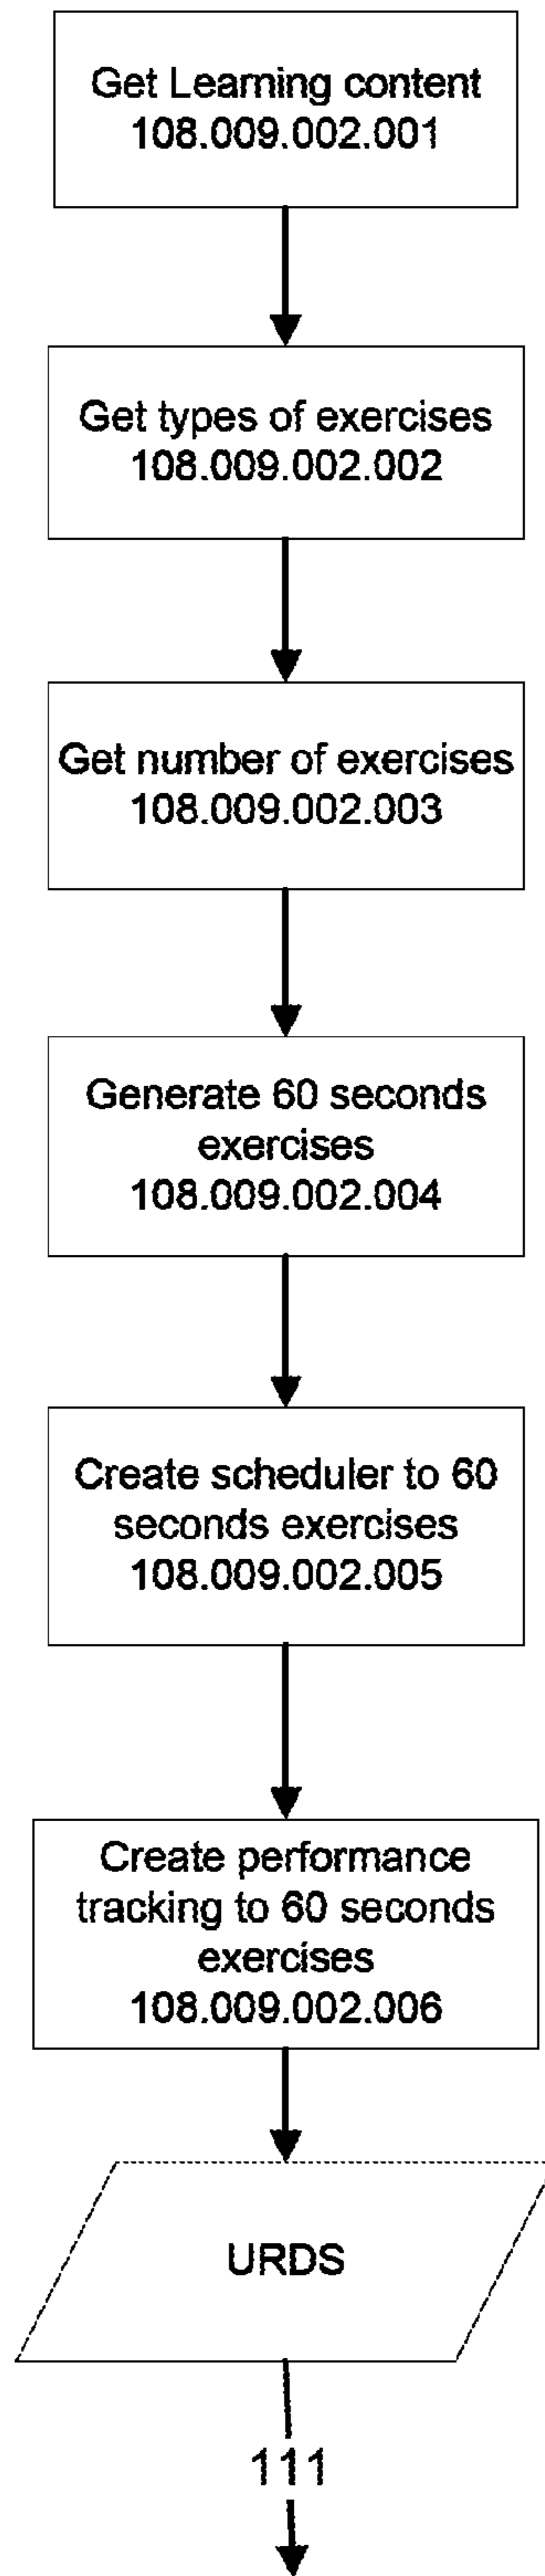 Get Learning content
108.009.002.001
Get types of exercises
108.009.002.002
Get number of exercises
108.009.002.003
Generate 60 seconds
exercises
108.009.002.004
Create scheduler to 60
seconds exercises
108.009.002.005
Create performance
tracking to 60 seconds
exercises
108.009.002.006
URDS
111